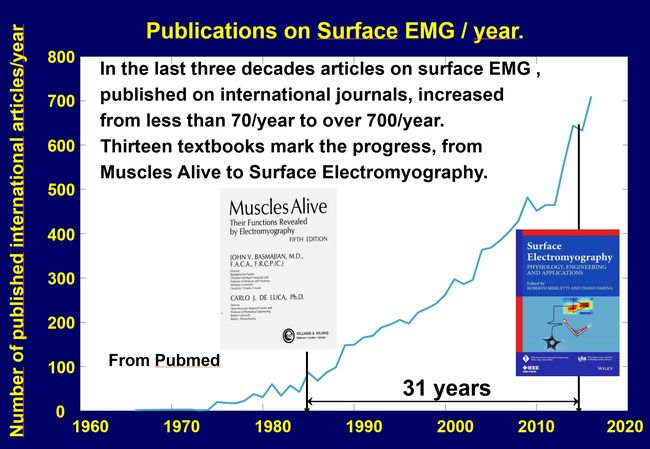 Publications on Surface EMG / year.
Number of published international articles/year
800
700
600
500
400
300
200
100
0
In the last three decades articles on surface EMG ,
published on international journals, increased
from less than 70/year to over 700/year.
Thirteen textbooks mark the progress, from
Muscles Alive to Surface Electromyography.
Muscles Alive
Their Functions Revealed
by Electromyography
FIFTH EDITION
JOHN V. BASMAJIAN, M.D.,
F.A.C.A., F.R.C.P.(C.)
CARLO J. DE LUCA, Ph.D.
WILLIAMS & WILKINS
Surface
Electromyography
PHYSIOLOGY, ENGINEERING
AND APPLICATIONS
Edited by
ROBERTO MERLETTI AND DARIO FARINA
IEEE
WILEY
From Pubmed
31 years
1960
1970
1980
1990
2000
2010
2020